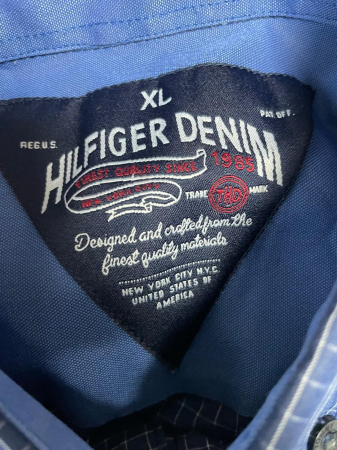 XL
REG U.S. PAT. OFF.
HILFIGER DENIM
FINEST QUALITY SINCE 1985
NEW YORK CITY
TRADE THD MARK
Designed and crafted from the
finest quality materials
NEW YORK CITY N.Y.C.
UNITED STATES OF
AMERICA